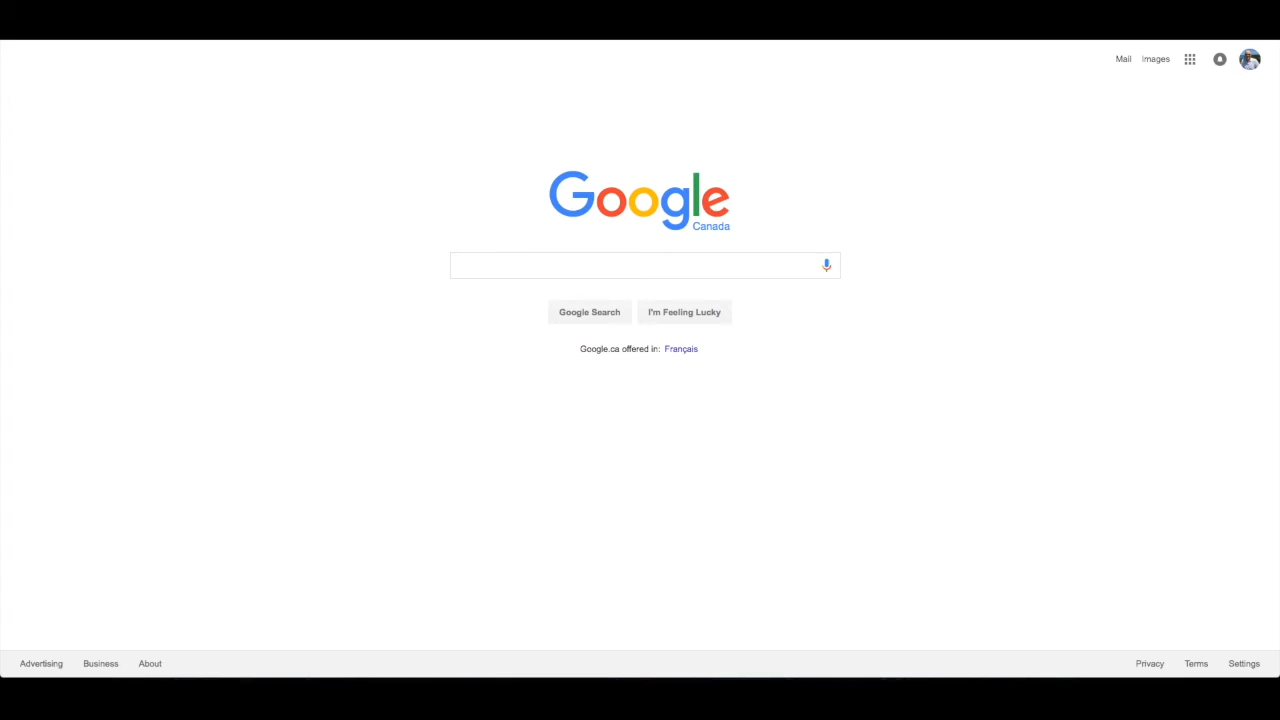 Mail Images
Google
Canada
Google Search I'm Feeling Lucky
Google.ca offered in: Français
Advertising Business About Privacy Terms Settings